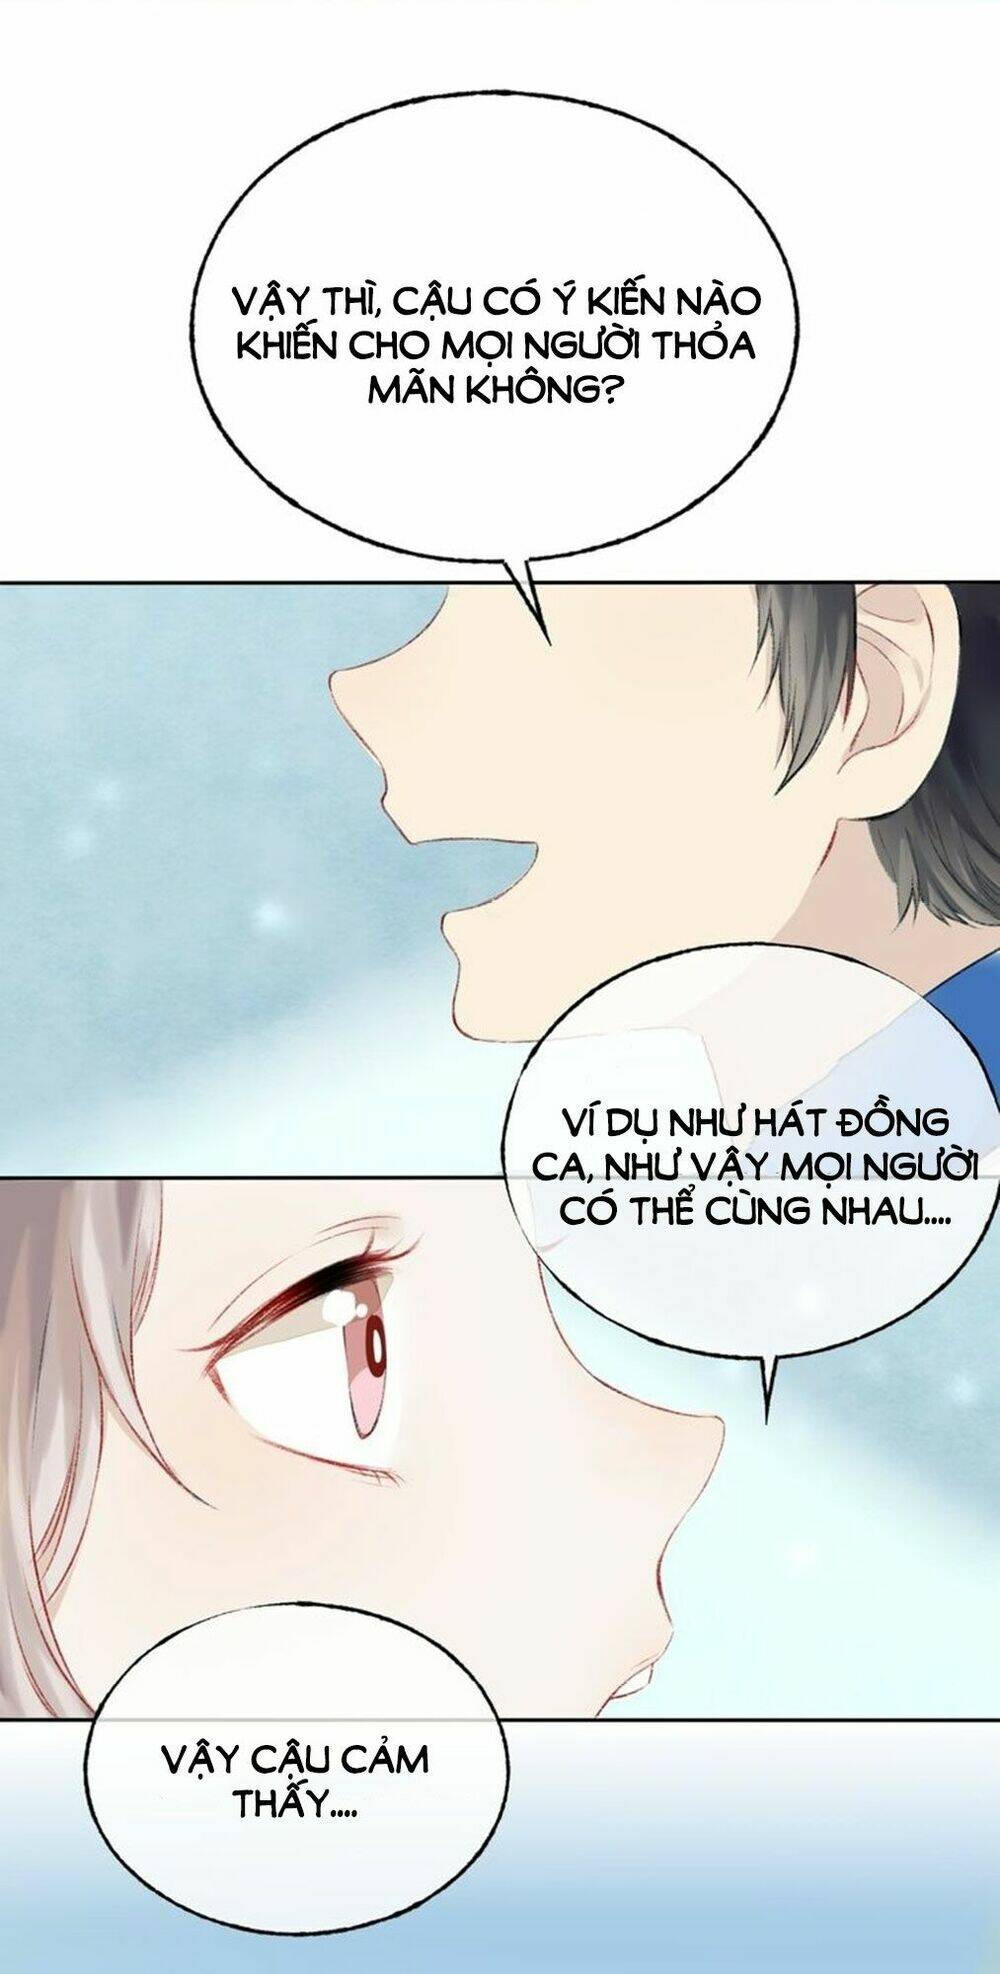 VẬY THÌ, CẬU CÓ Ý KIẾN NÀO
KHIẾN CHO MỌI NGƯỜI THỎA
MÃN KHÔNG?
VÍ DỤ NHƯ HÁT ĐỒNG
CA, NHƯ VẬY MỌI NGƯỜI
CÓ THỂ CÙNG NHAU....
VẬY CẬU CẢM
THẤY....